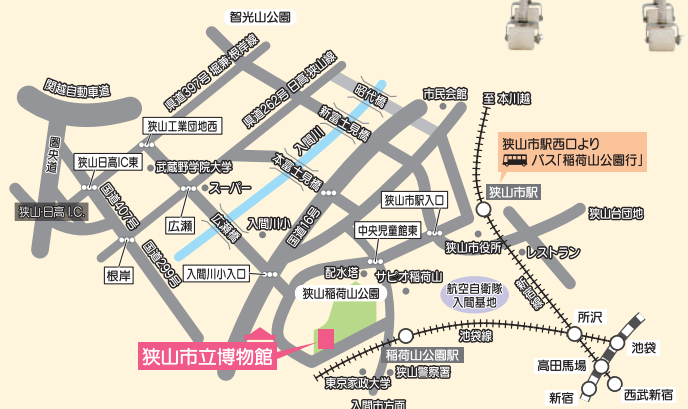 智光山公園
関越自動車道
県道397号 堀兼・根岸線
県道262号 日高・狭山線
昭代橋
市民会館
至 本川越
新富士見橋
狭山工業団地西
入間川
狭山市駅西口より
バス「稲荷山公園行」
圏央道
狭山日高IC東
武蔵野学院大学
本富士見橋
スーパー
狭山市駅入口
狭山市駅
狭山・日高 I.C.
国道407号
広瀬
広瀬橋
入間川小
国道16号
中央児童館東
狭山市役所
狭山台団地
レストラン
国道299号
根岸
入間川小入口
配水塔
サピオ稲荷山
狭山稲荷山公園
航空自衛隊
入間基地
新宿線
所沢
池袋線
池袋
狭山市立博物館
稲荷山公園駅
高田馬場
狭山警察署
東京家政大学
新宿
西武新宿
入間市方面